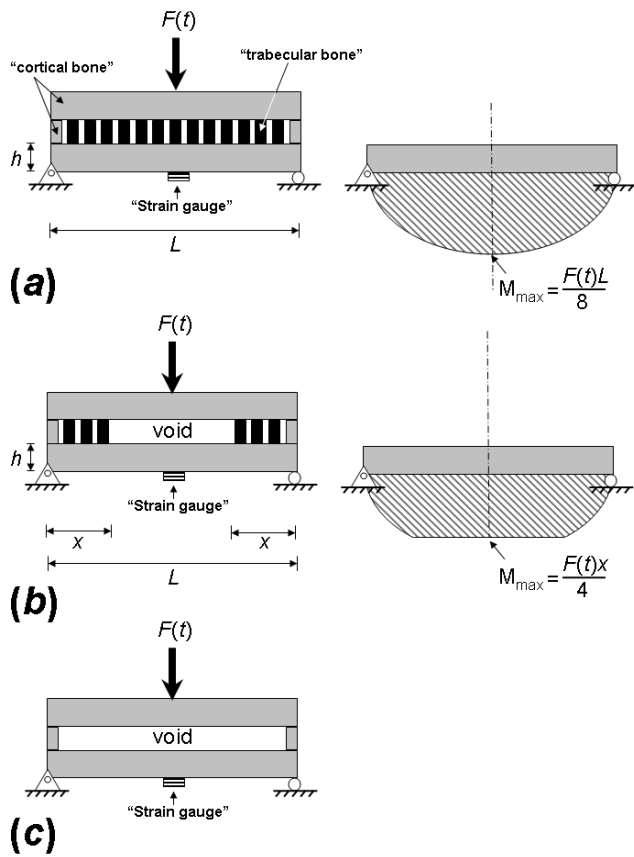 F(t)
"cortical bone"
"trabecular bone"
h
"Strain gauge"
L
(a)
M_max = F(t)L / 8
F(t)
void
h
"Strain gauge"
x x
L
(b)
M_max = F(t)x / 4
F(t)
void
"Strain gauge"
(c)